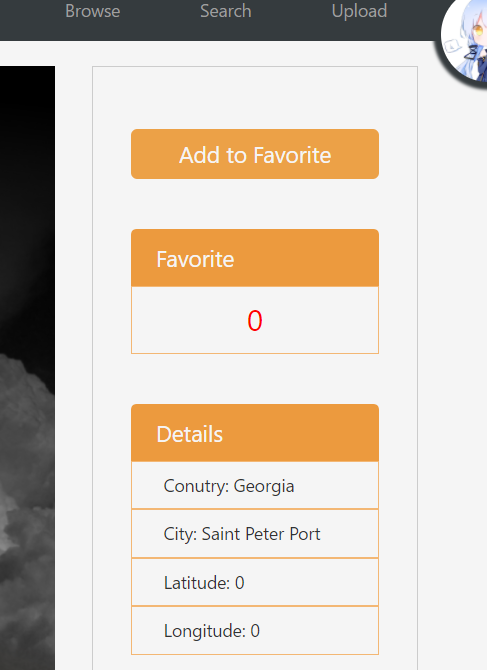 Browse Search Upload
Add to Favorite
Favorite
0
Details
Conutry: Georgia
City: Saint Peter Port
Latitude: 0
Longitude: 0